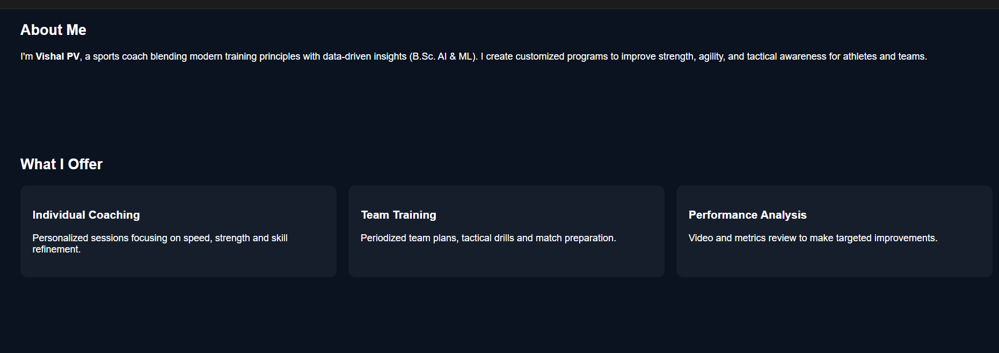 About Me
I'm Vishal PV, a sports coach blending modern training principles with data-driven insights (B.Sc. AI & ML). I create customized programs to improve strength, agility, and tactical awareness for athletes and teams.
What I Offer
Individual Coaching
Personalized sessions focusing on speed, strength and skill
refinement.
Team Training
Periodized team plans, tactical drills and match preparation.
Performance Analysis
Video and metrics review to make targeted improvements.